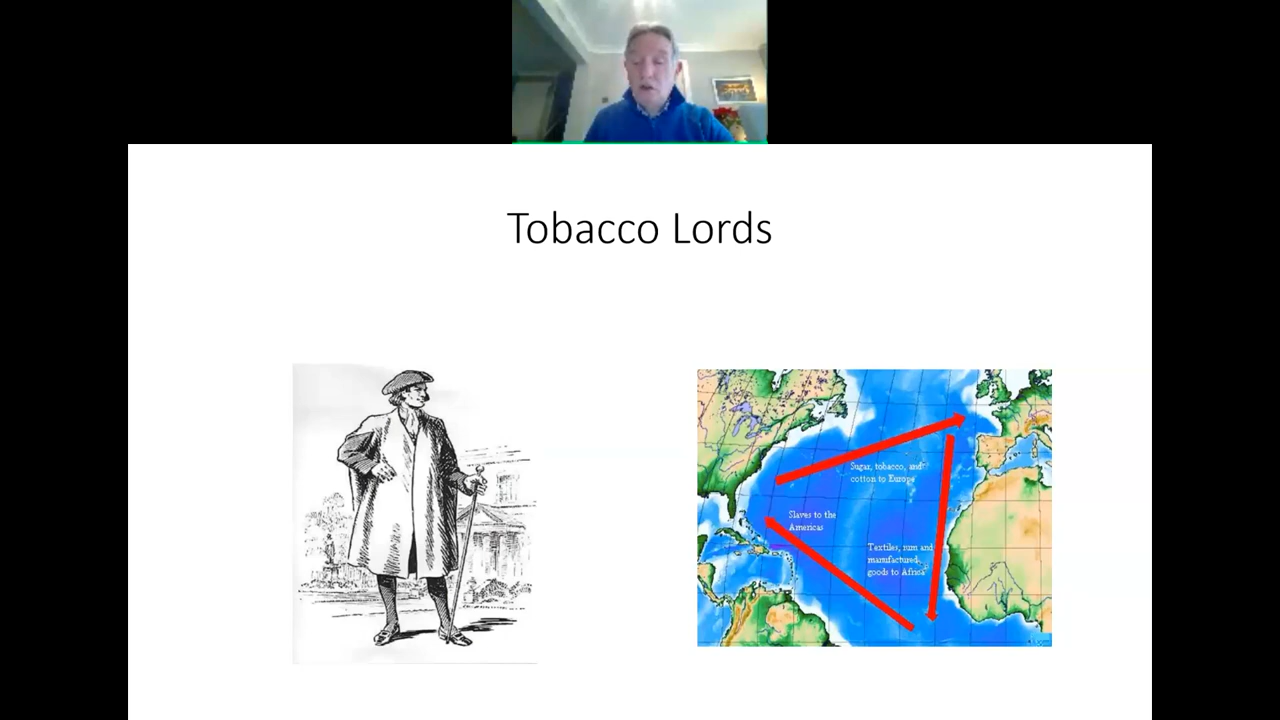 Tobacco Lords
Sugar, tobacco, and
cotton to Europe
Slaves to the
Americas
Textiles, rum and
manufactured
goods to Africa